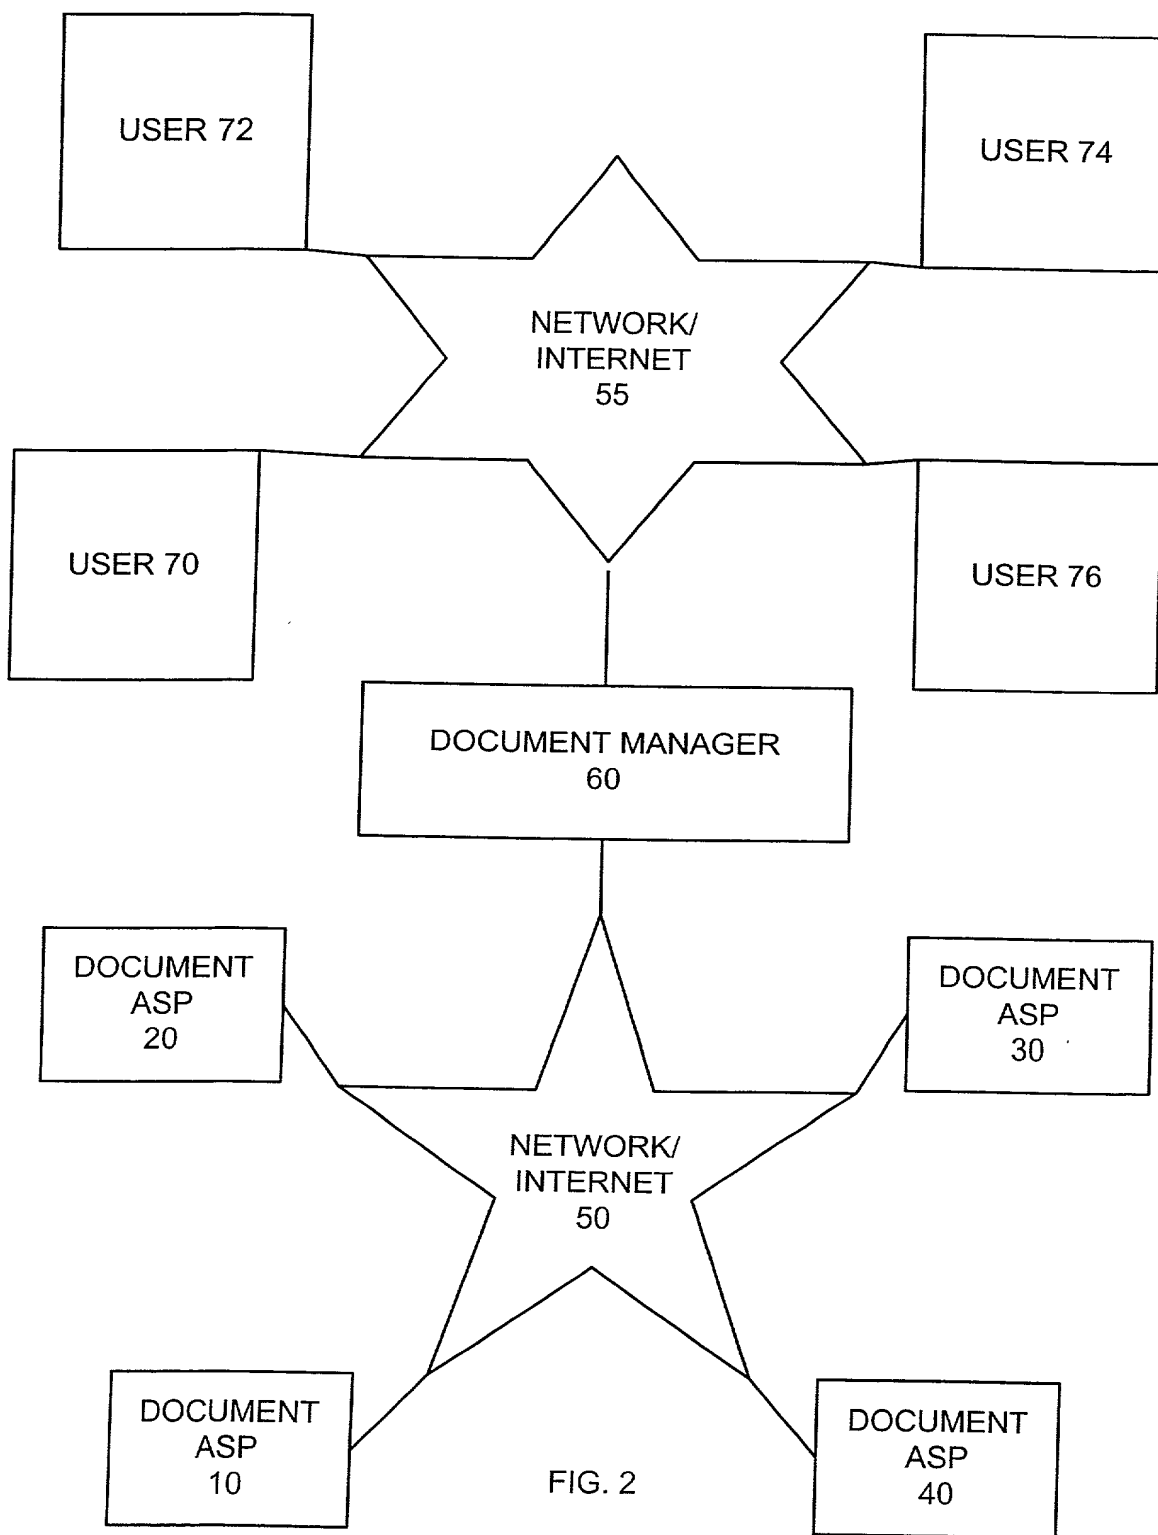 USER 72
USER 74
NETWORK/
INTERNET
55
USER 70
USER 76
DOCUMENT MANAGER
60
DOCUMENT
ASP
20
DOCUMENT
ASP
30
NETWORK/
INTERNET
50
DOCUMENT
ASP
10
DOCUMENT
ASP
40
FIG. 2